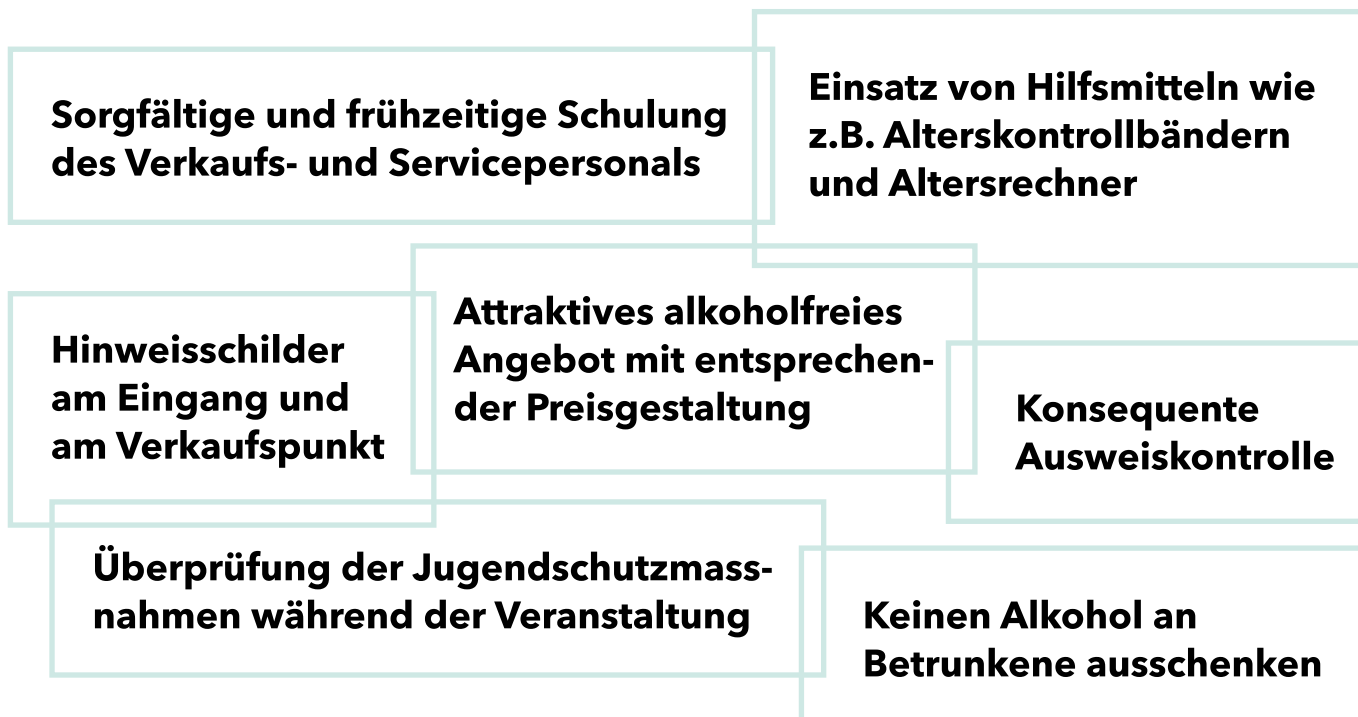 Sorgfältige und frühzeitige Schulung
des Verkaufs- und Servicepersonals
Einsatz von Hilfsmitteln wie
z.B. Alterskontrollbändern
und Altersrechner
Hinweisschilder
am Eingang und
am Verkaufspunkt
Attraktives alkoholfreies
Angebot mit entsprechen-
der Preisgestaltung
Konsequente
Ausweiskontrolle
Überprüfung der Jugendschutzmass-
nahmen während der Veranstaltung
Keinen Alkohol an
Betrunkene ausschenken